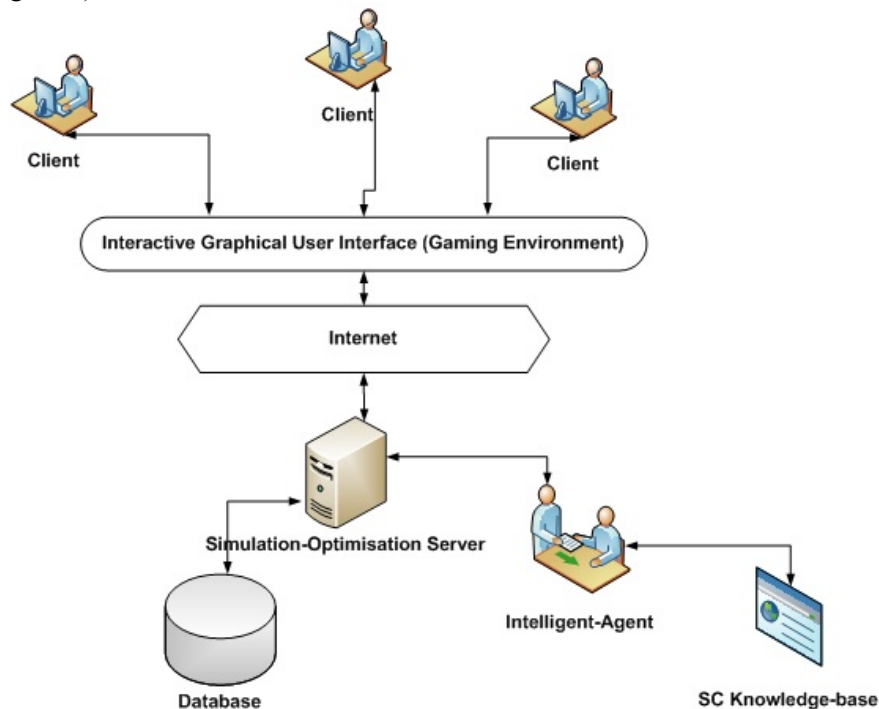 Client
Client
Client
Interactive Graphical User Interface (Gaming Environment)
Internet
Simulation-Optimisation Server
Intelligent-Agent
Database
SC Knowledge-base